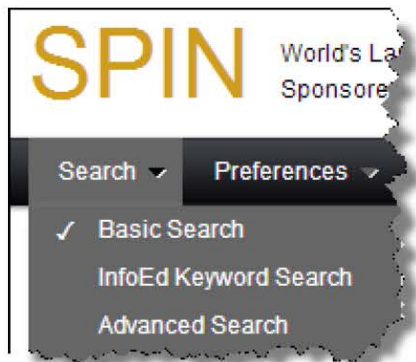 SPIN
World's La
Sponsore
Search Preferences
✓ Basic Search
InfoEd Keyword Search
Advanced Search